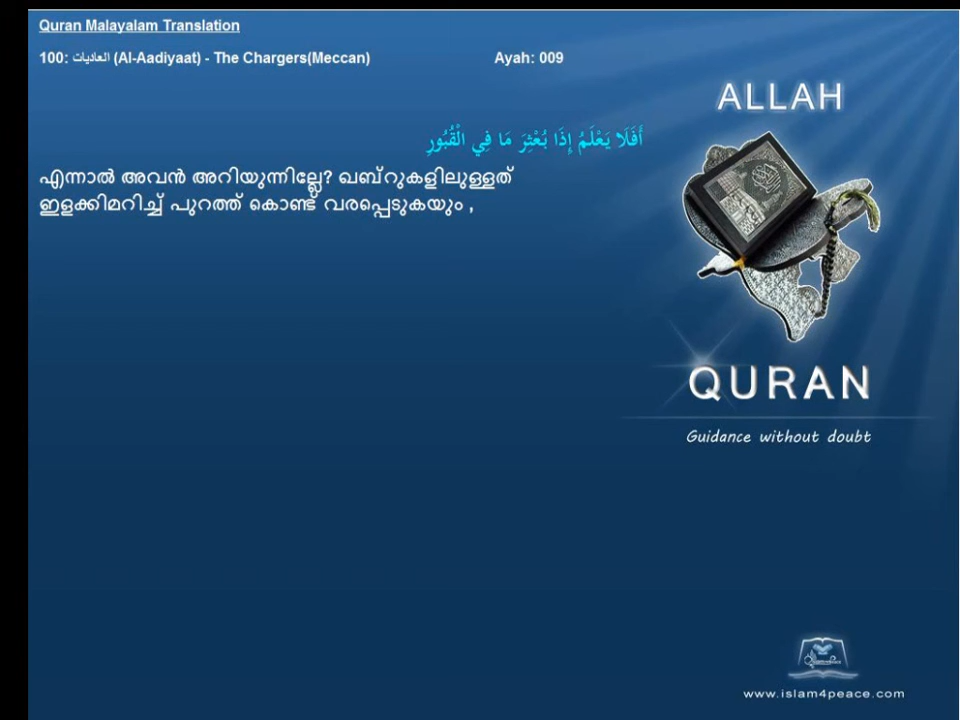 Quran Malayalam Translation
100: العاديات (Al-Aadiyaat) - The Chargers(Meccan) Ayah: 009
ALLAH
أَفَلَا يَعْلَمُ إِذَا بُعْثِرَ مَا فِي الْقُبُورِ
എന്നാല്‍ അവന്‍ അറിയുന്നില്ലേ? ഖബ്റുകളിലുള്ളത്
ഇളക്കിമറിച്ച് പുറത്ത് കൊണ്ട് വരപ്പെടുകയും ,
QURAN
Guidance without doubt
www.islam4peace.com